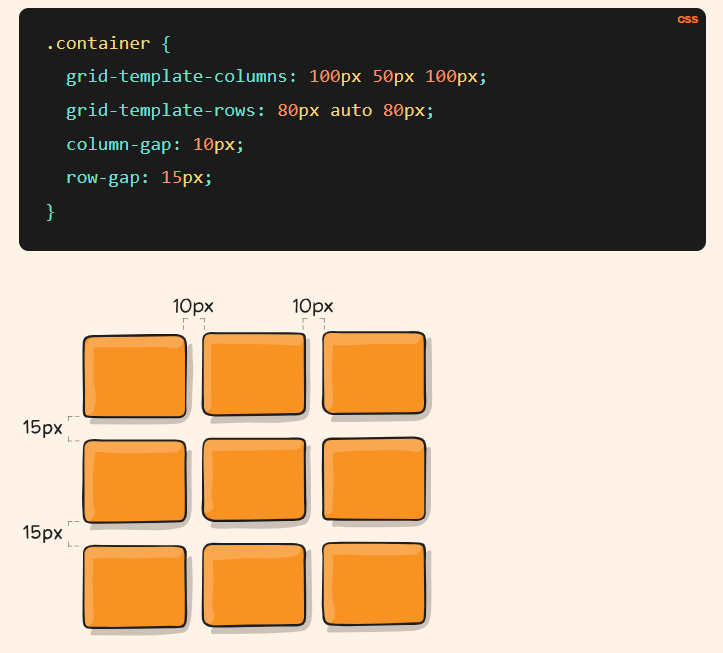 css
.container {
grid-template-columns: 100px 50px 100px;
grid-template-rows: 80px auto 80px;
column-gap: 10px;
row-gap: 15px;
}
10px 10px
15px
15px